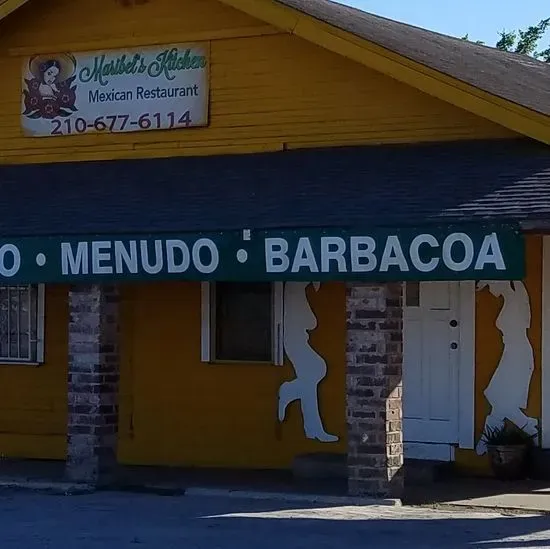 Maribel's Kitchen
Mexican Restaurant
210-677-6114
O • MENUDO • BARBACOA